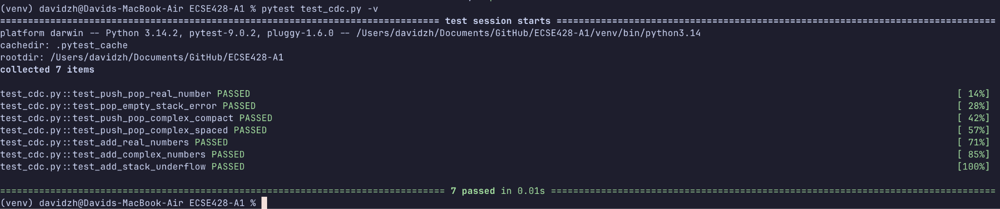 (venv) davidzh@Davids-MacBook-Air ECSE428-A1 % pytest test_cdc.py -v
=============================================================================== test session starts ===============================================================================
platform darwin -- Python 3.14.2, pytest-9.0.2, pluggy-1.6.0 -- /Users/davidzh/Documents/GitHub/ECSE428-A1/venv/bin/python3.14
cachedir: .pytest_cache
rootdir: /Users/davidzh/Documents/GitHub/ECSE428-A1
collected 7 items
test_cdc.py::test_push_pop_real_number PASSED [ 14%]
test_cdc.py::test_pop_empty_stack_error PASSED [ 28%]
test_cdc.py::test_push_pop_complex_compact PASSED [ 42%]
test_cdc.py::test_push_pop_complex_spaced PASSED [ 57%]
test_cdc.py::test_add_real_numbers PASSED [ 71%]
test_cdc.py::test_add_complex_numbers PASSED [ 85%]
test_cdc.py::test_add_stack_underflow PASSED [100%]
================================================================================ 7 passed in 0.01s ================================================================================
(venv) davidzh@Davids-MacBook-Air ECSE428-A1 %